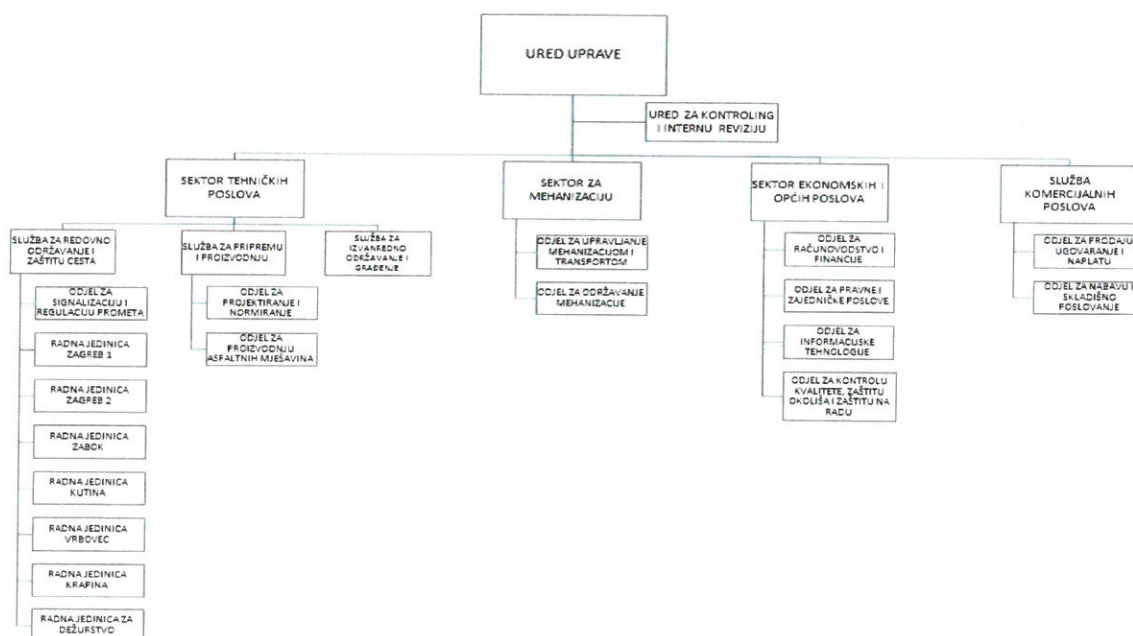 URED UPRAVE
URED ZA KONTROLING
I INTERNU REVIZIJU
SEKTOR TEHNIČKIH
POSLOVA
SEKTOR ZA
MEHANIZACIJU
SEKTOR EKONOMSKIH I
OPĆIH POSLOVA
SLUŽBA
KOMERCIJALNIH
POSLOVA
SLUŽBA ZA REDOVNO
ODRŽAVANJE I
ZAŠTITU CESTA
SLUŽBA ZA PRIPREMU
I PROIZVODNJU
SLUŽBA ZA
IZVANREDNO
ODRŽAVANJE I
GRAĐENJE
ODJEL ZA
SIGNALIZACIJU I
REGULACIJU PROMETA
RADNA JEDINICA
ZAGREB 1
RADNA JEDINICA
ZAGREB 2
RADNA JEDINICA
ZABOK
RADNA JEDINICA
KUTINA
RADNA JEDINICA
VRBOVEC
RADNA JEDINICA
KRAPINA
RADNA JEDINICA ZA
DEŽURSTVO
ODJEL ZA
PROJEKTIRANJE I
NORMIRANJE
ODJEL ZA
PROIZVODNJU
ASFALTNIH MJEŠAVINA
ODJEL ZA UPRAVLJANJE
MEHANIZACIJOM I
TRANSPORTOM
ODJEL ZA ODRŽAVANJE
MEHANIZACIJE
ODJEL ZA
RAČUNOVODSTVO I
FINANCIJE
ODJEL ZA PRAVNE I
ZAJEDNIČKE POSLOVE
ODJEL ZA
INFORMACIJSKE
TEHNOLOGIJE
ODJEL ZA KONTROLU
KVALITETE, ZAŠTITU
OKOLIŠA I ZAŠTITU NA
RADU
ODJEL ZA PRODAJU
UGOVARANJE I
NAPLATU
ODJEL ZA NABAVU I
SKLADIŠNO
POSLOVANJE